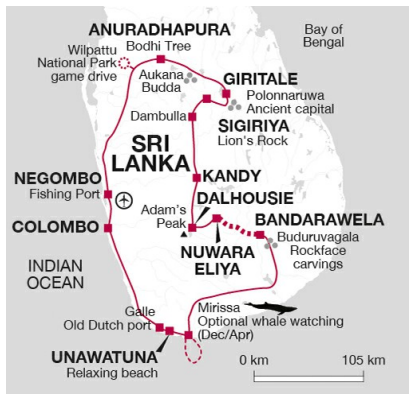 ANURADHAPURA
Bodhi Tree
Bay of
Bengal
Wilpattu
National Park
game drive
Aukana
Budda
GIRITALE
Polonnaruwa
Ancient capital
Dambulla
SIGIRIYA
Lion's Rock
SRI
LANKA
NEGOMBO
Fishing Port
KANDY
DALHOUSIE
Adam's
Peak
BANDARAWELA
Buduruvagala
Rockface
carvings
COLOMBO
NUWARA
ELIYA
INDIAN
OCEAN
Galle
Old Dutch port
Mirissa
Optional whale watching
(Dec/Apr)
UNAWATUNA
Relaxing beach
0 km
105 km